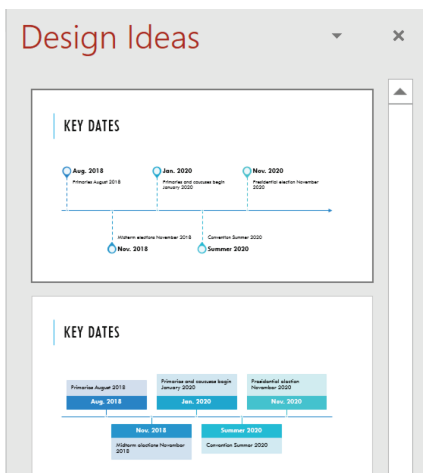 Design Ideas
KEY DATES
Aug. 2018
Primaries August 2018
Jan. 2020
Primaries and caucuses begin
January 2020
Nov. 2020
Presidential election November
2020
Midterm elections November 2018
Nov. 2018
Convention Summer 2020
Summer 2020
KEY DATES
Primaries August 2018
Aug. 2018
Primaries and caucuses begin
January 2020
Jan. 2020
Presidential election
November 2020
Nov. 2020
Nov. 2018
Midterm elections November
2018
Summer 2020
Convention Summer 2020